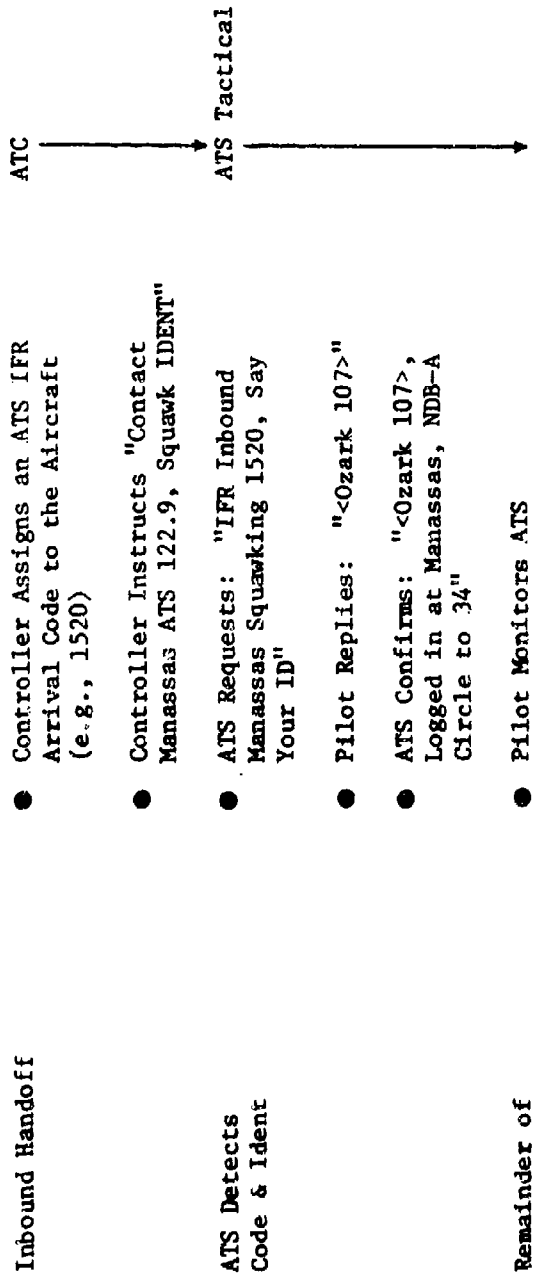 Inbound Handoff
● Controller Assigns an ATS IFR
Arrival Code to the Aircraft
(e.g., 1520)
ATC
● Controller Instructs "Contact
Manassas ATS 122.9, Squawk IDENT"
ATS Detects
Code & Ident
● ATS Requests: "IFR Inbound
Manassas Squawking 1520, Say
Your ID"
ATS Tactical
● Pilot Replies: "<Ozark 107>"
● ATS Confirms: "<Ozark 107>,
Logged in at Manassas, NDB-A
Circle to 34"
Remainder of
● Pilot Monitors ATS